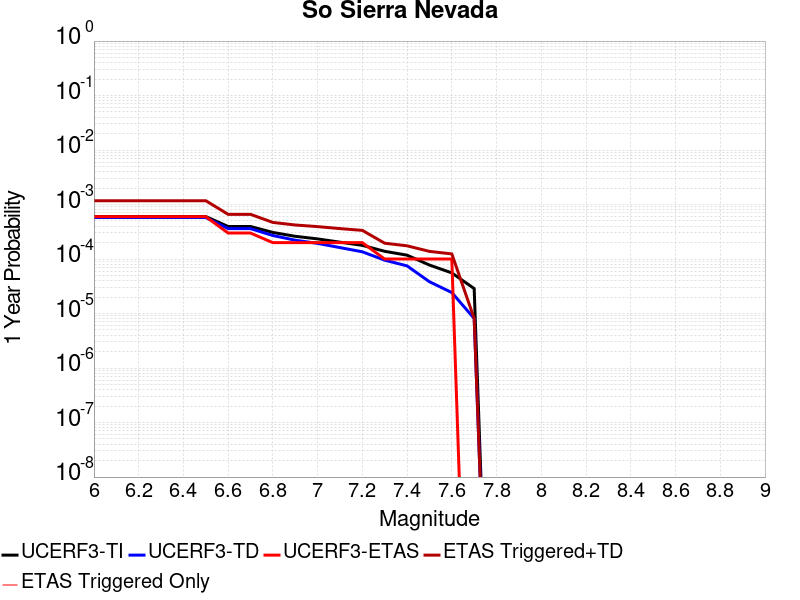 So Sierra Nevada
10^0
10^-1
10^-2
10^-3
10^-4
10^-5
10^-6
10^-7
10^-8
1 Year Probability
6 6.2 6.4 6.6 6.8 7 7.2 7.4 7.6 7.8 8 8.2 8.4 8.6 8.8 9
Magnitude
UCERF3-TI UCERF3-TD UCERF3-ETAS ETAS Triggered+TD
ETAS Triggered Only